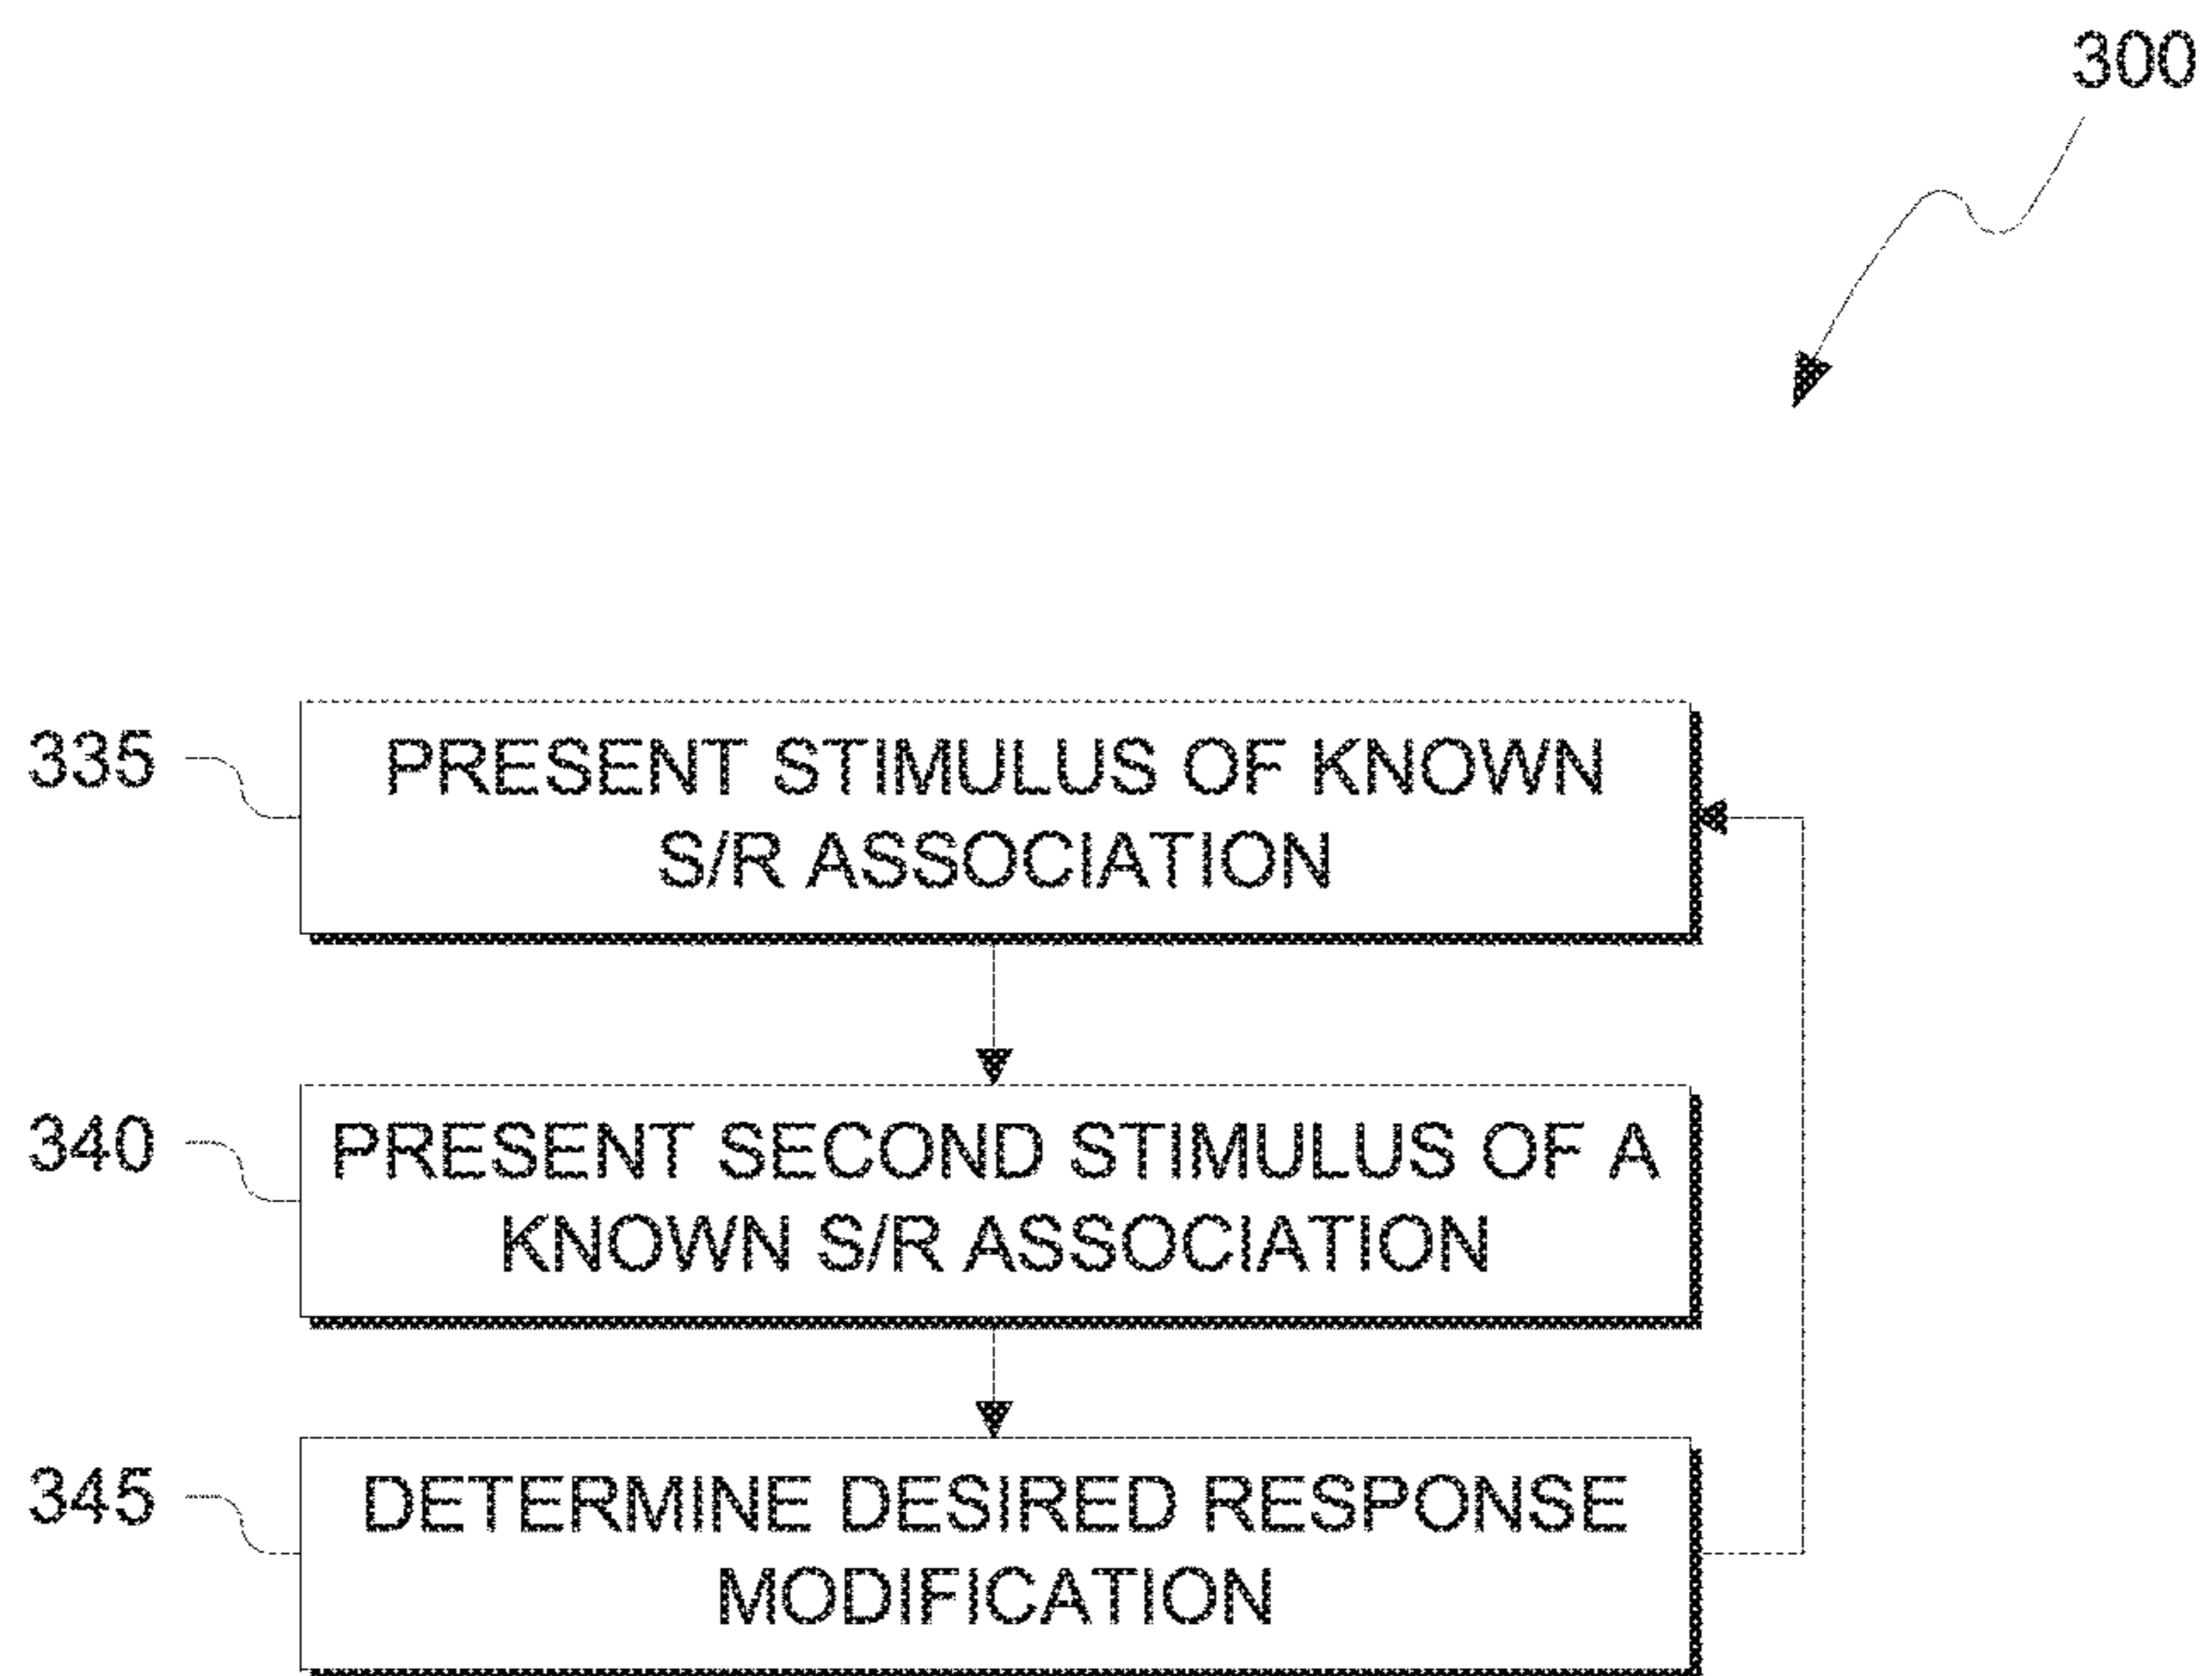 300
335
PRESENT STIMULUS OF KNOWN
S/R ASSOCIATION
340
PRESENT SECOND STIMULUS OF A
KNOWN S/R ASSOCIATION
345
DETERMINE DESIRED RESPONSE
MODIFICATION